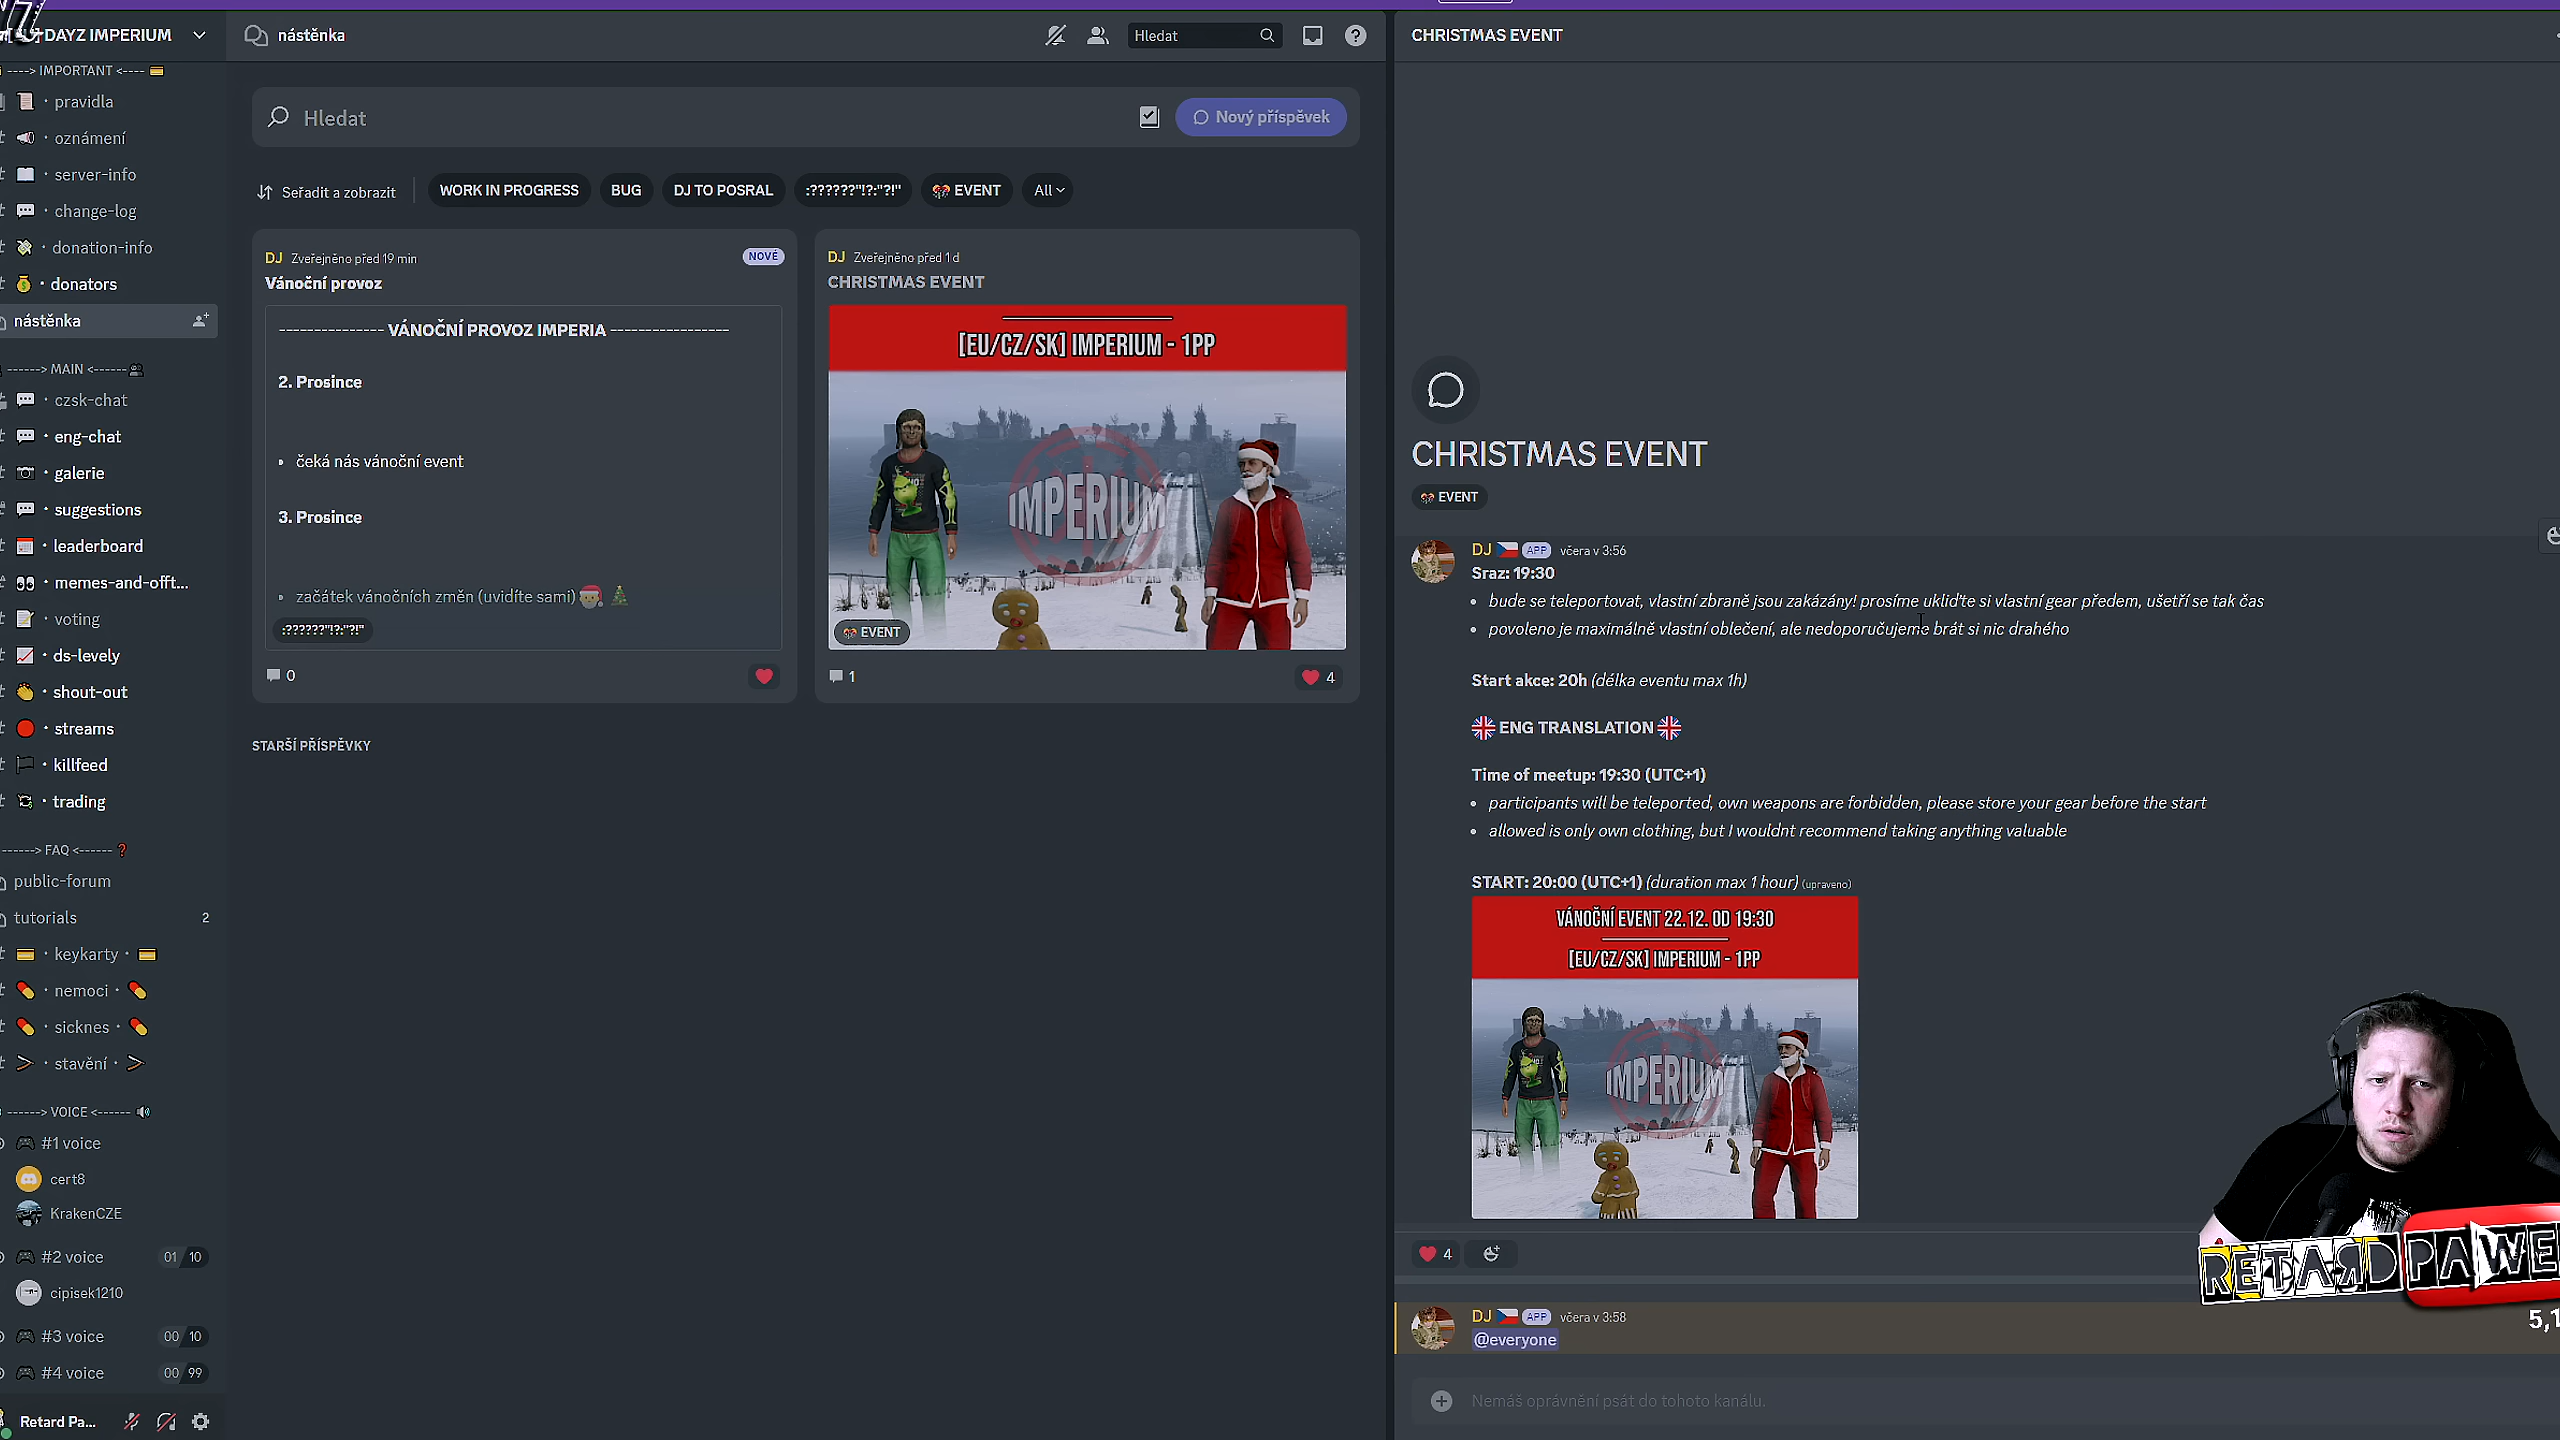 DAYZ IMPERIUM
----> IMPORTANT <----
pravidla
oznámení
server-info
change-log
donation-info
donators
nástěnka
------> MAIN <------
czsk-chat
eng-chat
galerie
suggestions
leaderboard
memes-and-offt...
voting
ds-levely
shout-out
streams
killfeed
trading
------> FAQ <------
public-forum
tutorials 2
keykarty
nemoci
sicknes
stavění
------> VOICE <------
#1 voice
cert8
KrakenCZE
#2 voice 01 10
cipisek1210
#3 voice 00 10
#4 voice 00 99
Retard Pa...
nástěnka
Hledat
Hledat
Nový příspěvek
Seřadit a zobrazit
WORK IN PROGRESS
BUG
DJ TO POSRAL
:??????"!?:"?!"
EVENT
All
DJ Zveřejněno před 19 min
NOVÉ
Vánoční provoz
--------------- VÁNOČNÍ PROVOZ IMPERIA -----------------
2. Prosince
• čeká nás vánoční event
3. Prosince
• začátek vánočních změn (uvidíte sami)
:??????"!?:"?!"
0
DJ Zveřejněno před 1 d
CHRISTMAS EVENT
[EU/CZ/SK] IMPERIUM - 1PP
IMPERIUM
EVENT
1
4
STARŠÍ PŘÍSPĚVKY
CHRISTMAS EVENT
CHRISTMAS EVENT
EVENT
DJ APP včera v 3:56
Sraz: 19:30
• bude se teleportovat, vlastní zbraně jsou zakázány! prosíme ukliďte si vlastní gear předem, ušetří se tak čas
• povoleno je maximálně vlastní oblečení, ale nedoporučujeme brát si nic drahého
Start akce: 20h (délka eventu max 1h)
ENG TRANSLATION
Time of meetup: 19:30 (UTC+1)
• participants will be teleported, own weapons are forbidden, please store your gear before the start
• allowed is only own clothing, but I wouldnt recommend taking anything valuable
START: 20:00 (UTC+1) (duration max 1 hour) (upraveno)
VÁNOČNÍ EVENT 22.12. OD 19:30
[EU/CZ/SK] IMPERIUM - 1PP
IMPERIUM
4
DJ APP včera v 3:58
@everyone
Nemáš oprávnění psát do tohoto kanálu.
RETARD PAWE
5,1